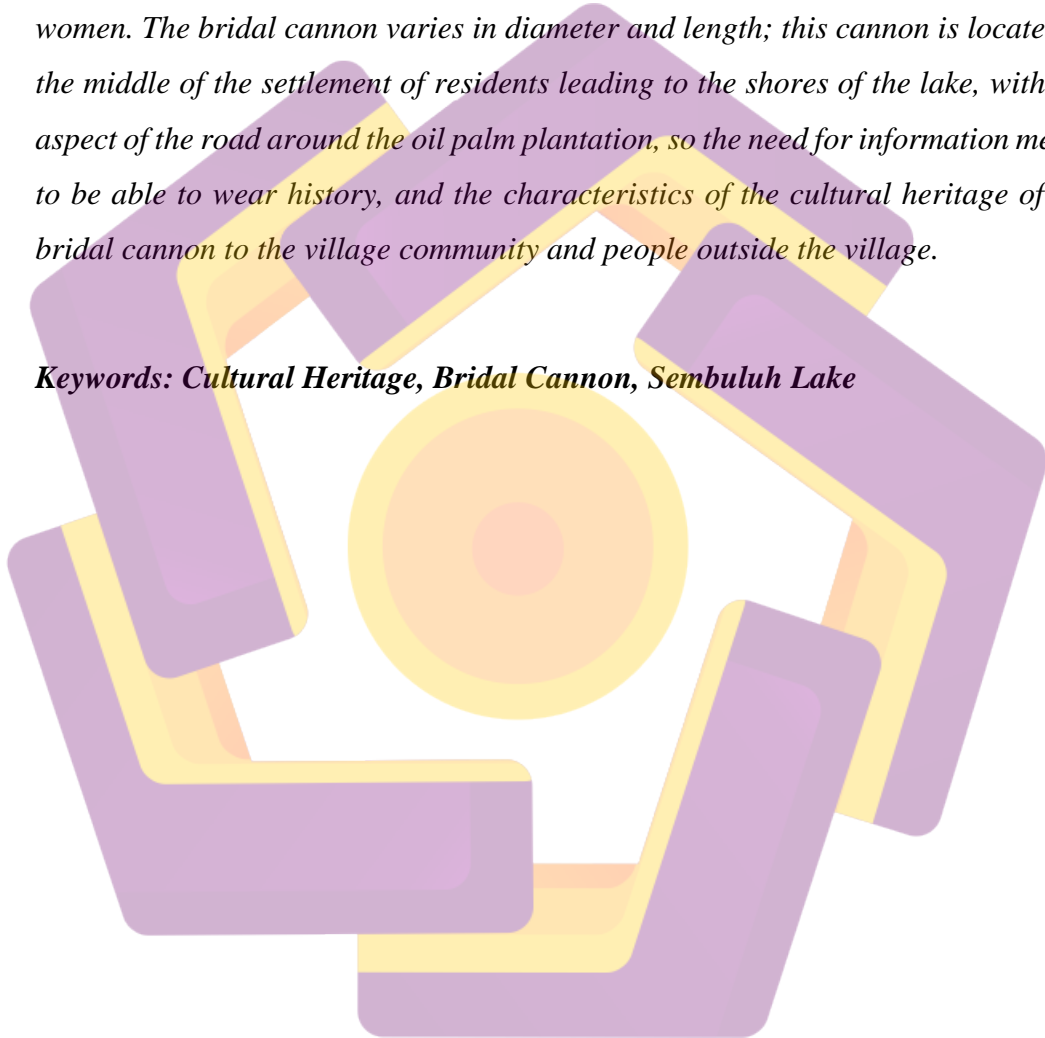 women. The bridal cannon varies in diameter and length; this cannon is locate
the middle of the settlement of residents leading to the shores of the lake, with
aspect of the road around the oil palm plantation, so the need for information me
to be able to wear history, and the characteristics of the cultural heritage of
bridal cannon to the village community and people outside the village.
Keywords: Cultural Heritage, Bridal Cannon, Sembuluh Lake